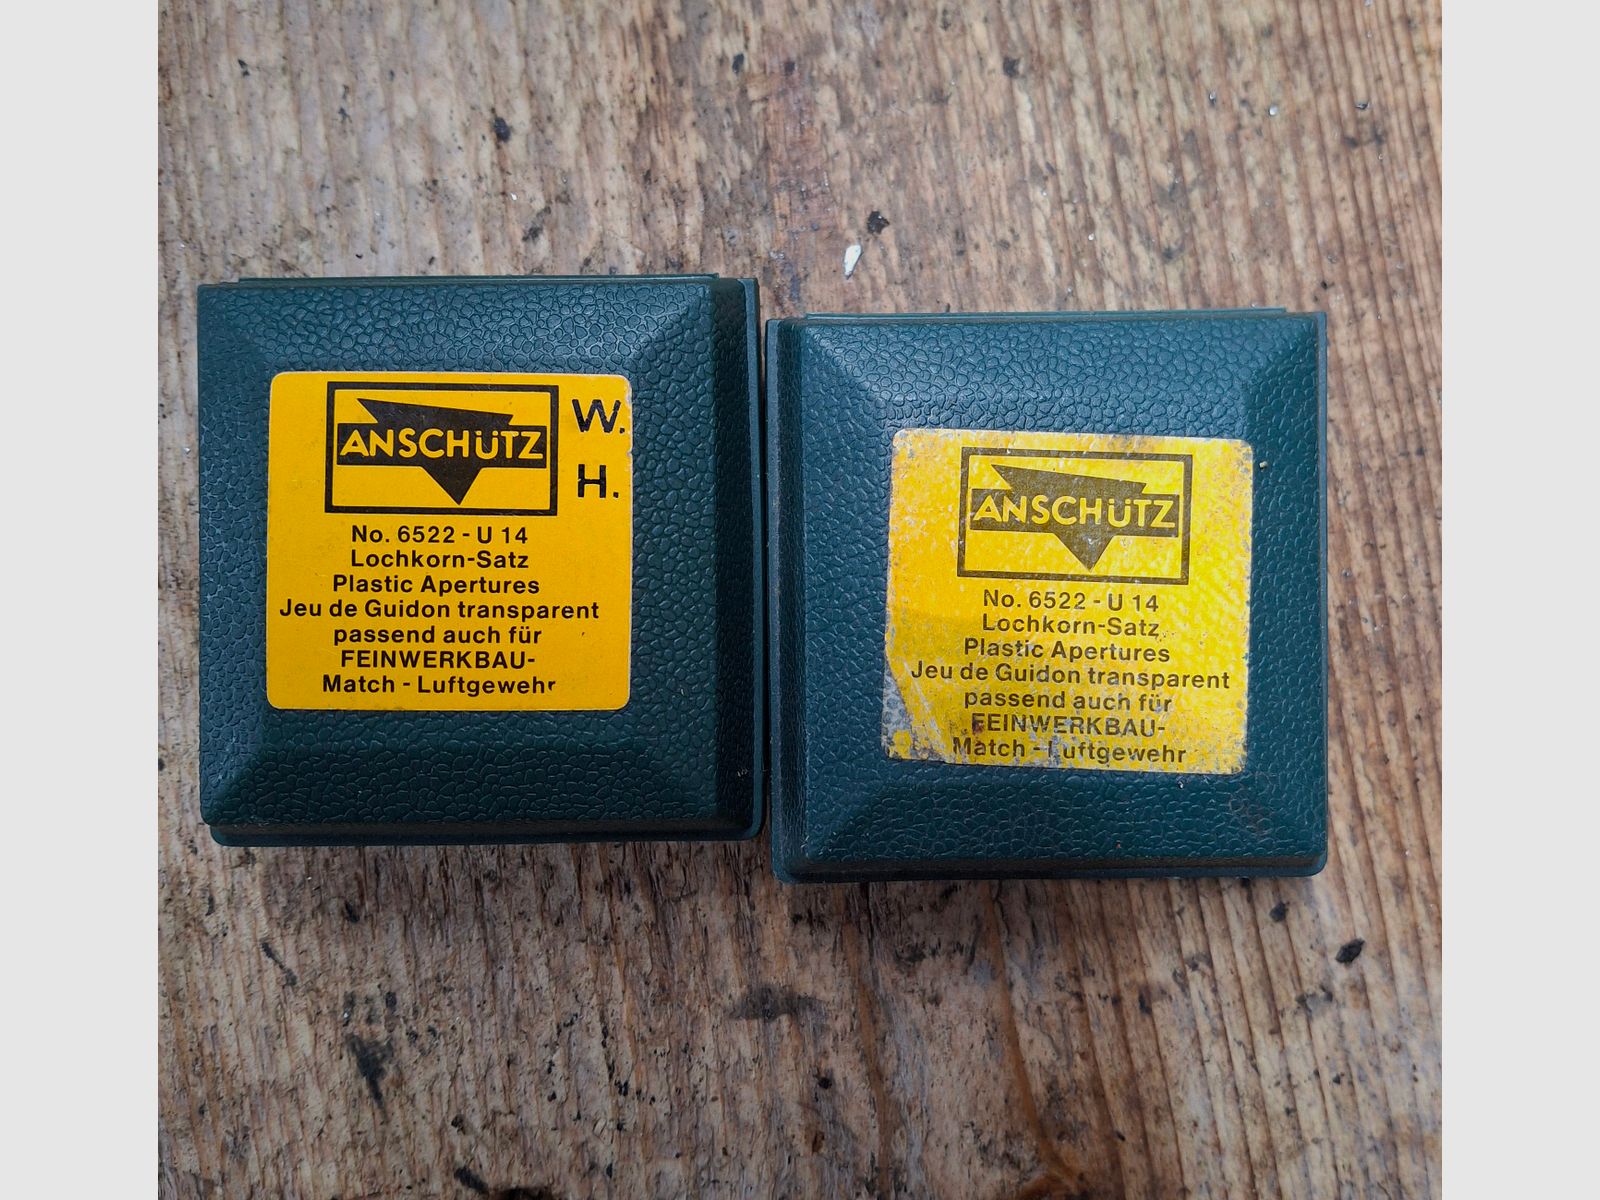 ANSCHÜTZ
W.
H.
No. 6522 - U 14
Lochkorn-Satz
Plastic Apertures
Jeu de Guidon transparent
passend auch für
FEINWERKBAU-
Match - Luftgewehr
ANSCHÜTZ
No. 6522 - U 14
Lochkorn-Satz
Plastic Apertures
Jeu de Guidon transparent
passend auch für
FEINWERKBAU-
Match - Luftgewehr